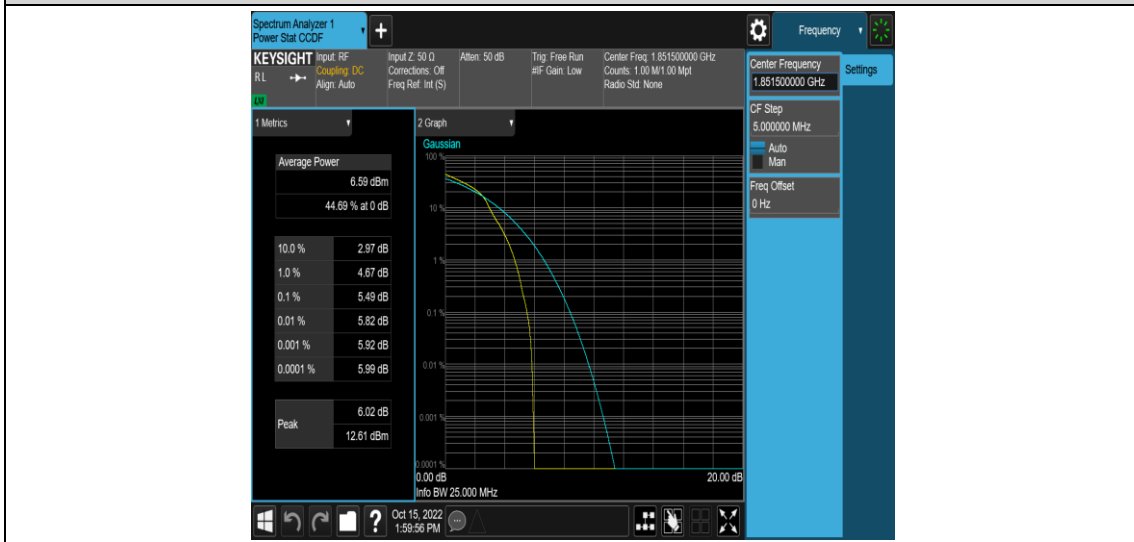 Spectrum Analyzer 1
Power Stat CCDF
+
Frequency
KEYSIGHT
RL
Input: RF
Coupling: DC
Align: Auto
Input Z: 50 Ω
Corrections: Off
Freq Ref: Int (S)
Atten: 50 dB
Trig: Free Run
#IF Gain: Low
Center Freq: 1.851500000 GHz
Counts: 1.00 M/1.00 Mpt
Radio Std: None
Center Frequency
1.851500000 GHz
Settings
CF Step
5.000000 MHz
Auto
Man
Freq Offset
0 Hz
1 Metrics
Average Power
6.59 dBm
44.69 % at 0 dB
10.0 % 2.97 dB
1.0 % 4.67 dB
0.1 % 5.49 dB
0.01 % 5.82 dB
0.001 % 5.92 dB
0.0001 % 5.99 dB
Peak
6.02 dB
12.61 dBm
2 Graph
Gaussian
100 %
10 %
1 %
0.1 %
0.01 %
0.001 %
0.0001 %
0.00 dB 20.00 dB
Info BW 25.000 MHz
?
Oct 15, 2022
1:59:56 PM